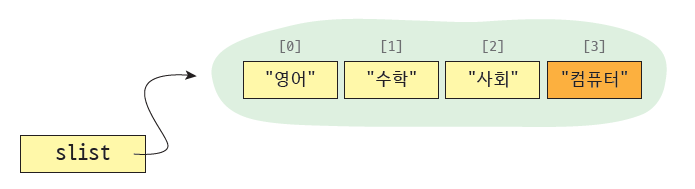 [0] [1] [2] [3]
"영어" "수학" "사회" "컴퓨터"
slist